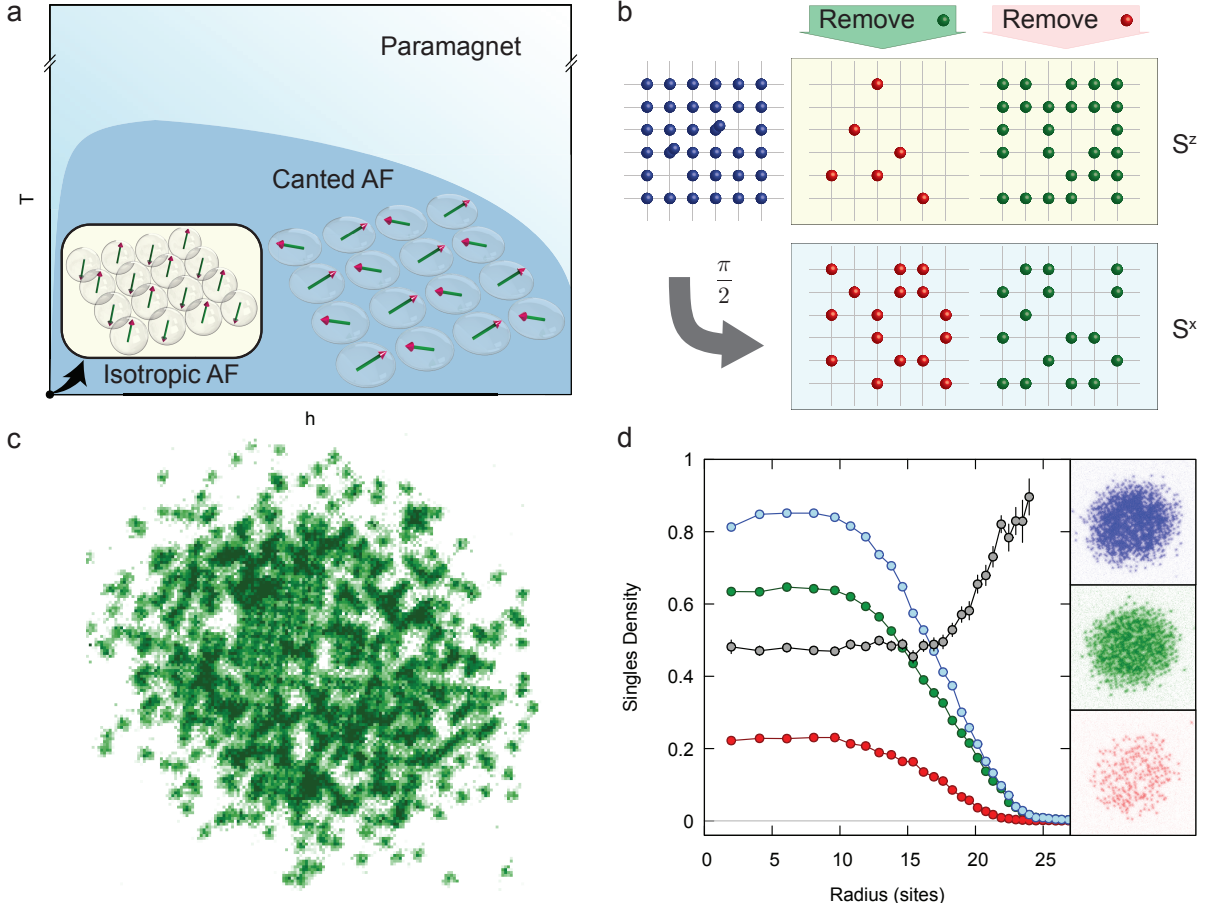 a
Paramagnet
Canted AF
T
Isotropic AF
h
b
Remove
Remove
S^z
π/2
S^x
c
d
1
0.8
0.6
0.4
0.2
0
Singles Density
0 5 10 15 20 25
Radius (sites)